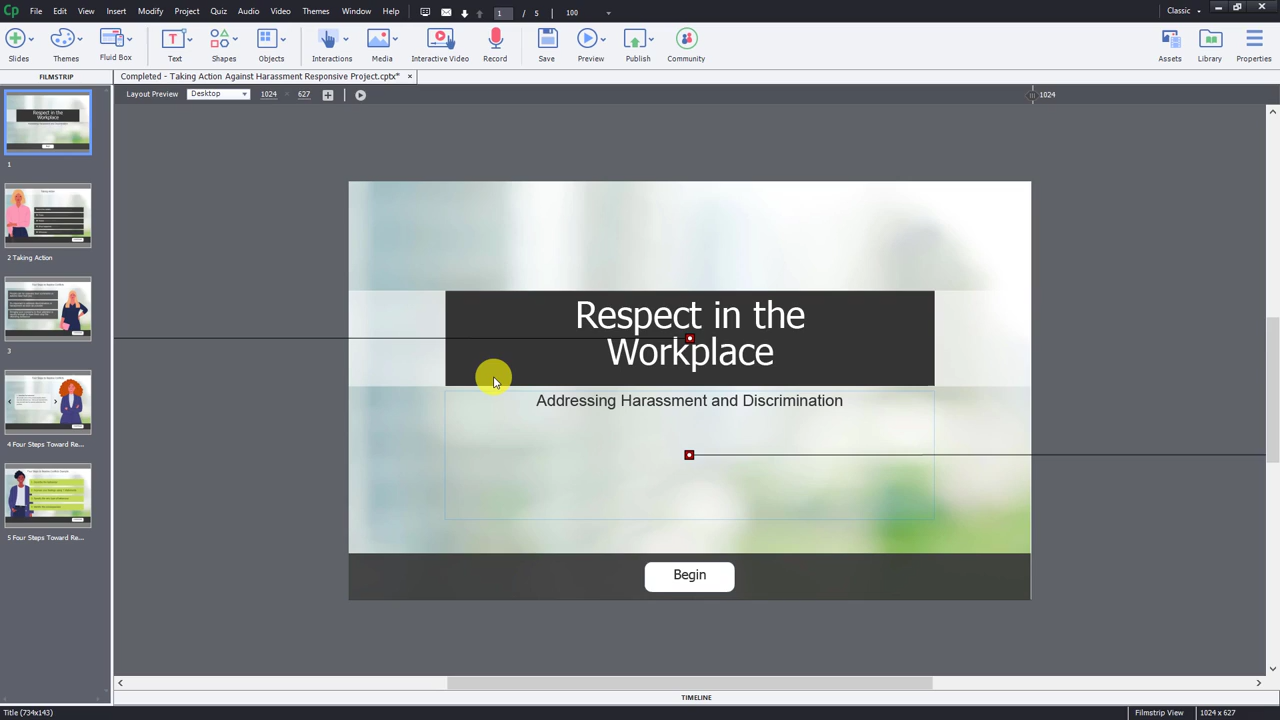 Cp File Edit View Insert Modify Project Quiz Audio Video Themes Window Help 1 / 5 100 Classic
Slides Themes Fluid Box Text Shapes Objects Interactions Media Interactive Video Record Save Preview Publish Community Assets Library Properties
FILMSTRIP Completed - Taking Action Against Harassment Responsive Project.cptx* ×
Layout Preview Desktop 1024 × 627 1024
Respect in the
Workplace
1
2 Taking Action
3
4 Four Steps Toward Re...
5 Four Steps Toward Re...
Respect in the
Workplace
Addressing Harassment and Discrimination
Begin
TIMELINE
Title (734x143) Filmstrip View 1024 x 627